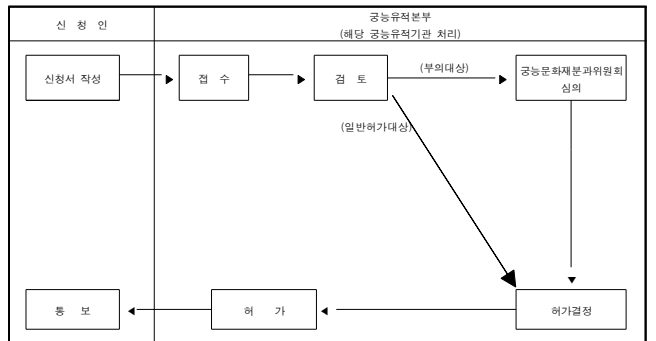 신 청 인
궁능유적본부
(해당 궁능유적기관 처리)
신청서 작성
접 수
검 토
(부의대상)
궁능문화재분과위원회
심의
(일반허가대상)
통 보
허 가
허가결정